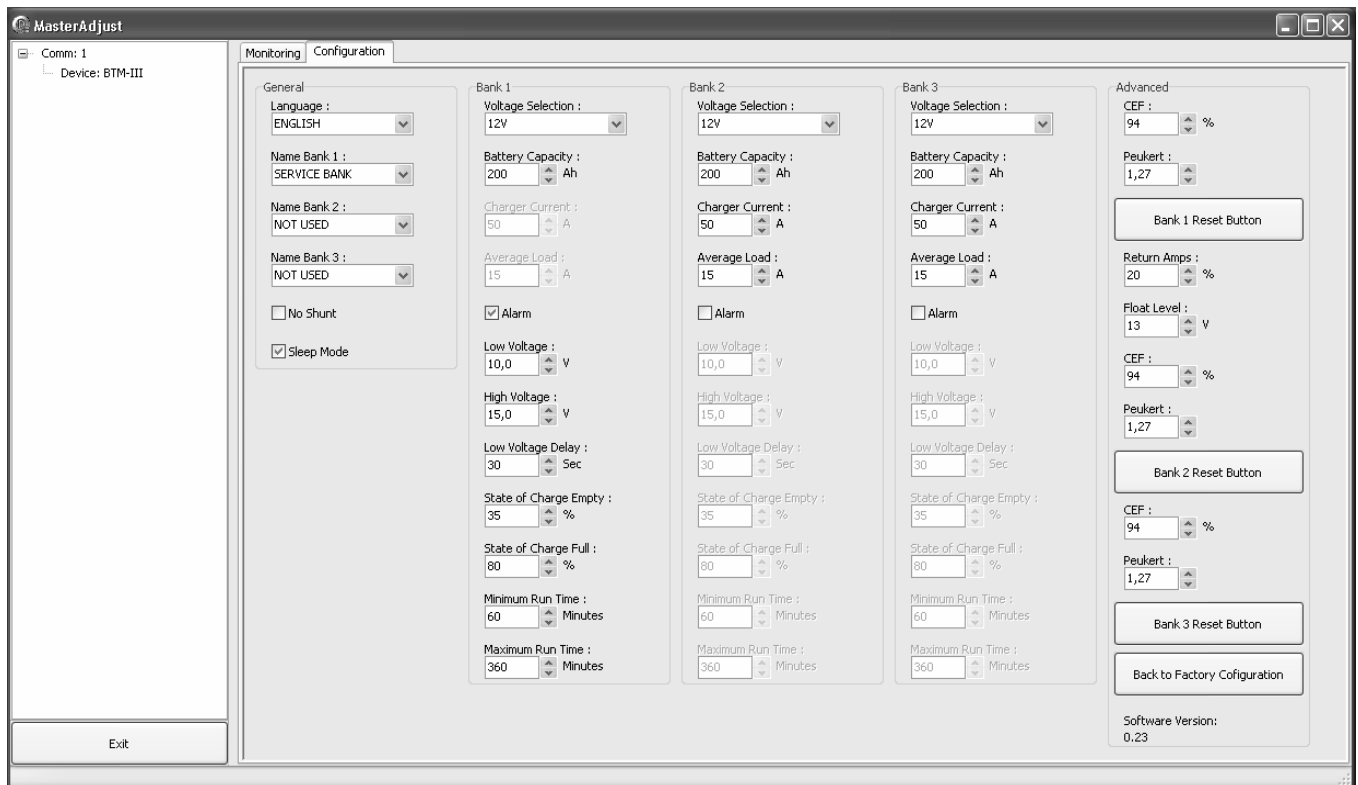 MasterAdjust
Comm: 1
Device: BTM-III
Exit
Monitoring
Configuration
General
Language :
ENGLISH
Name Bank 1 :
SERVICE BANK
Name Bank 2 :
NOT USED
Name Bank 3 :
NOT USED
No Shunt
Sleep Mode
Bank 1
Voltage Selection :
12V
Battery Capacity :
200 Ah
Charger Current :
50 A
Average Load :
15 A
Alarm
Low Voltage :
10,0 V
High Voltage :
15,0 V
Low Voltage Delay :
30 Sec
State of Charge Empty :
35 %
State of Charge Full :
80 %
Minimum Run Time :
60 Minutes
Maximum Run Time :
360 Minutes
Bank 2
Voltage Selection :
12V
Battery Capacity :
200 Ah
Charger Current :
50 A
Average Load :
15 A
Alarm
Low Voltage :
10,0 V
High Voltage :
15,0 V
Low Voltage Delay :
30 Sec
State of Charge Empty :
35 %
State of Charge Full :
80 %
Minimum Run Time :
60 Minutes
Maximum Run Time :
360 Minutes
Bank 3
Voltage Selection :
12V
Battery Capacity :
200 Ah
Charger Current :
50 A
Average Load :
15 A
Alarm
Low Voltage :
10,0 V
High Voltage :
15,0 V
Low Voltage Delay :
30 Sec
State of Charge Empty :
35 %
State of Charge Full :
80 %
Minimum Run Time :
60 Minutes
Maximum Run Time :
360 Minutes
Advanced
CEF :
94 %
Peukert :
1,27
Bank 1 Reset Button
Return Amps :
20 %
Float Level :
13 V
CEF :
94 %
Peukert :
1,27
Bank 2 Reset Button
CEF :
94 %
Peukert :
1,27
Bank 3 Reset Button
Back to Factory Cofiguration
Software Version:
0.23